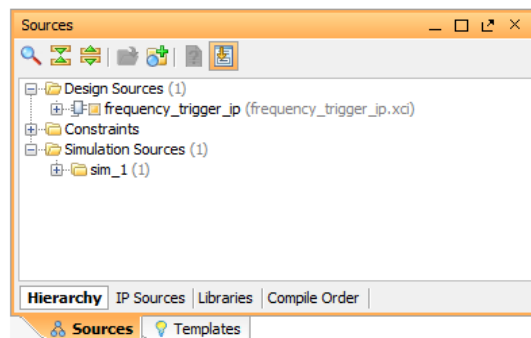 Sources
Design Sources (1)
frequency_trigger_ip (frequency_trigger_ip.xci)
Constraints
Simulation Sources (1)
sim_1 (1)
Hierarchy IP Sources Libraries Compile Order
Sources Templates